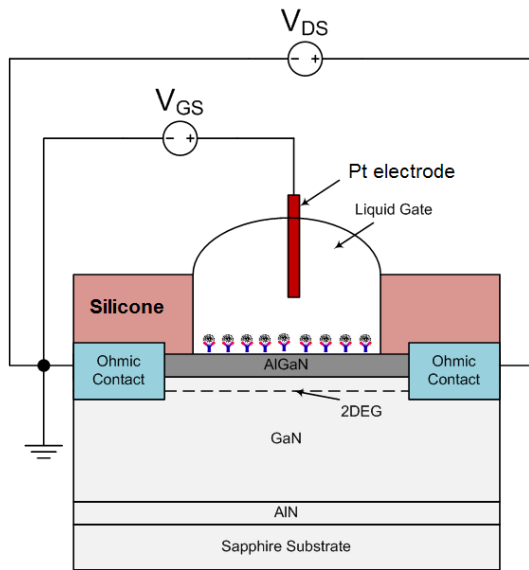 VDS
- +
VGS
- +
Pt electrode
Liquid Gate
Silicone
Ohmic
Contact
AlGaN
Ohmic
Contact
2DEG
GaN
AlN
Sapphire Substrate